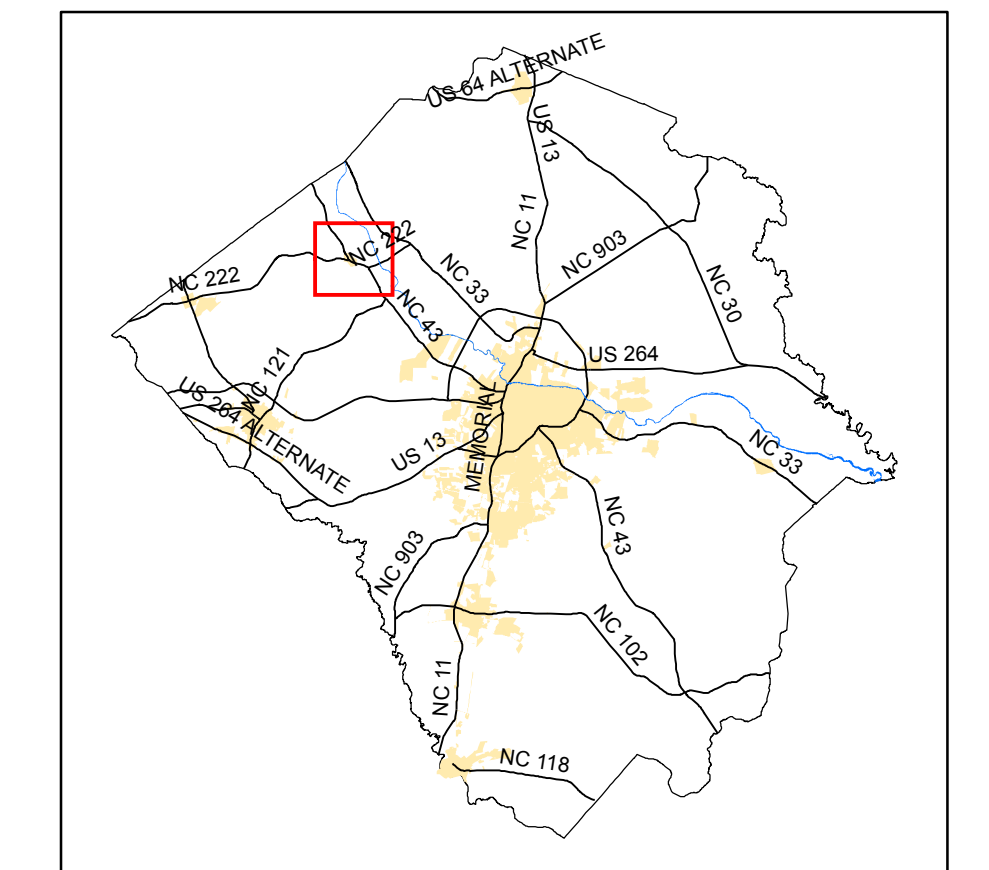 US 64 ALTERNATE
US 13
NC 11
NC 903
NC 222
NC 33
NC 222
NC 30
NC 43
US 264
NC 121
US 264 ALTERNATE
MEMORIAL
US 13
NC 33
NC 43
NC 903
NC 102
NC 11
NC 118